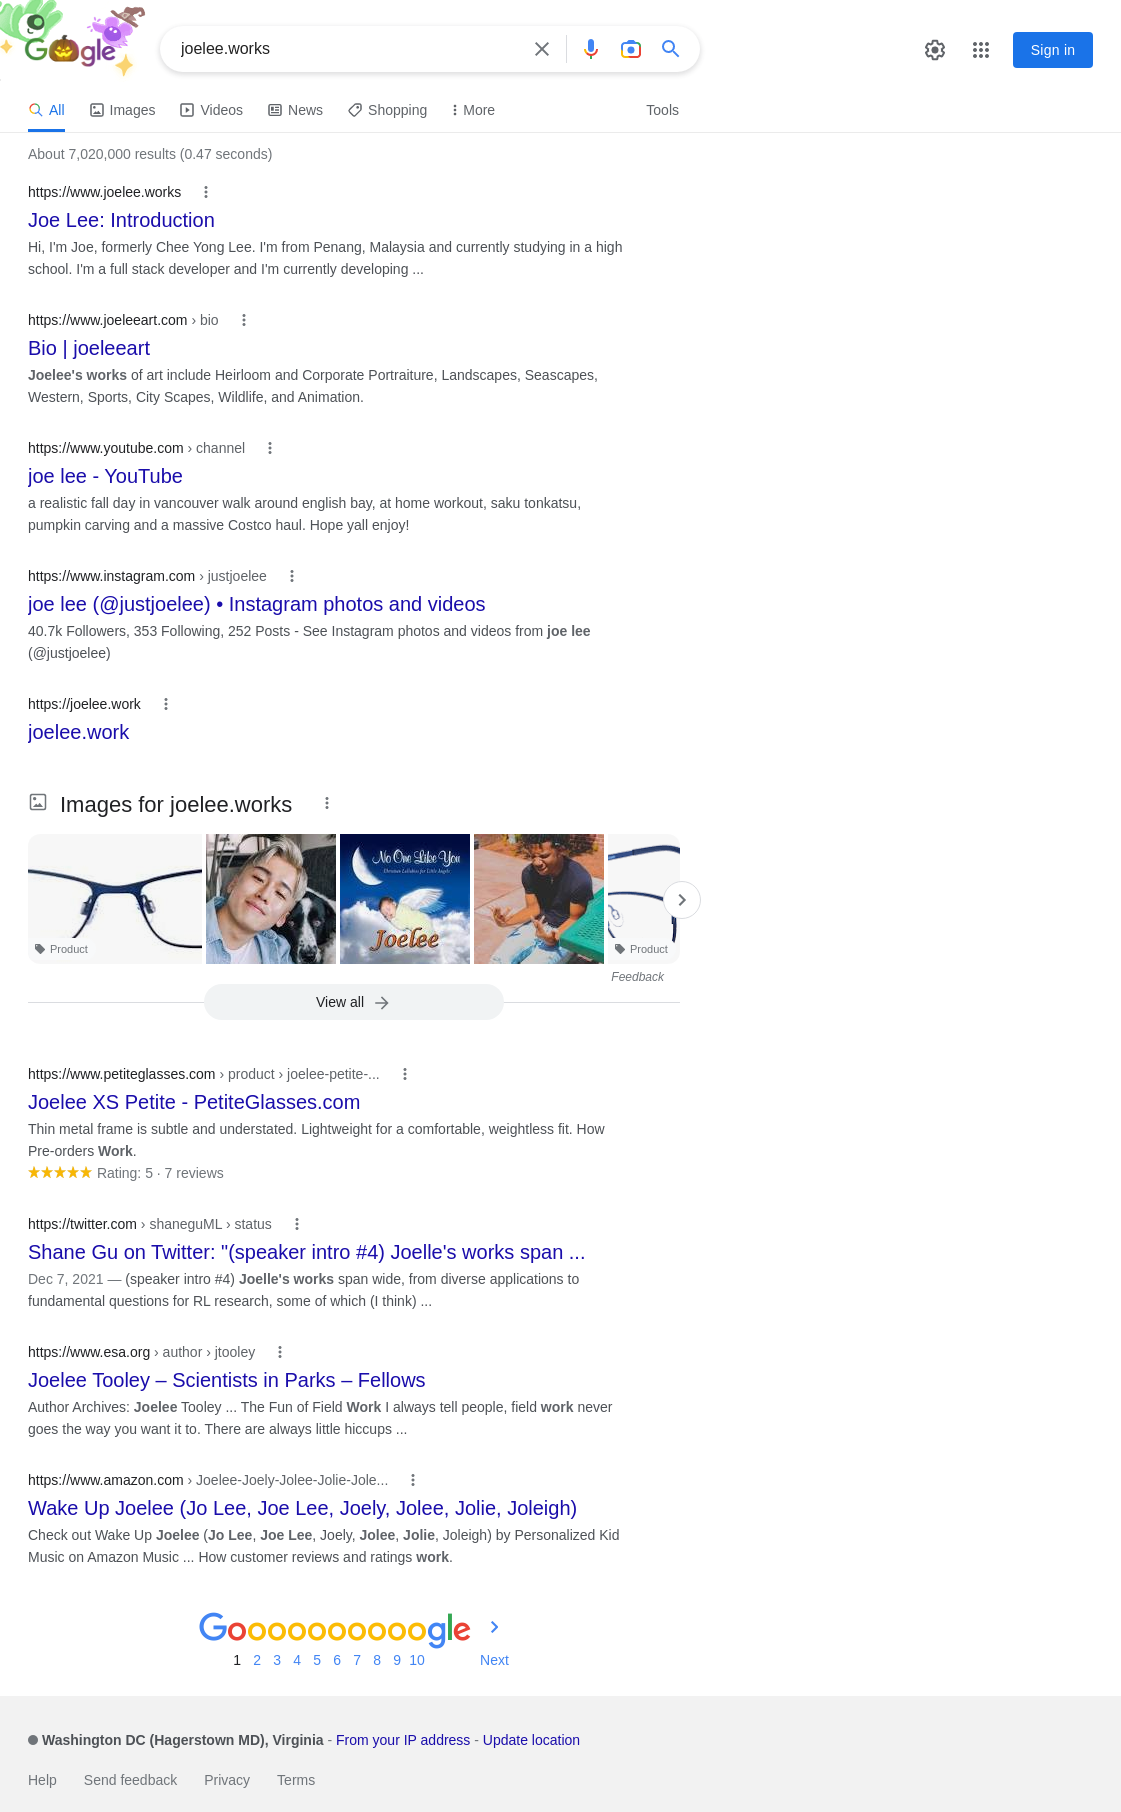 Google
joelee.works
Sign in
All Images Videos News Shopping More Tools
About 7,020,000 results (0.47 seconds)
https://www.joelee.works
Joe Lee: Introduction
Hi, I'm Joe, formerly Chee Yong Lee. I'm from Penang, Malaysia and currently studying in a high
school. I'm a full stack developer and I'm currently developing ...
https://www.joeleeart.com › bio
Bio | joeleeart
Joelee's works of art include Heirloom and Corporate Portraiture, Landscapes, Seascapes,
Western, Sports, City Scapes, Wildlife, and Animation.
https://www.youtube.com › channel
joe lee - YouTube
a realistic fall day in vancouver walk around english bay, at home workout, saku tonkatsu,
pumpkin carving and a massive Costco haul. Hope yall enjoy!
https://www.instagram.com › justjoelee
joe lee (@justjoelee) • Instagram photos and videos
40.7k Followers, 353 Following, 252 Posts - See Instagram photos and videos from joe lee
(@justjoelee)
https://joelee.work
joelee.work
Images for joelee.works
No One Like You
Christian Lullabies for Little Angels
Joelee
Product
Product
Feedback
View all
https://www.petiteglasses.com › product › joelee-petite-...
Joelee XS Petite - PetiteGlasses.com
Thin metal frame is subtle and understated. Lightweight for a comfortable, weightless fit. How
Pre-orders Work.
Rating: 5 · 7 reviews
https://twitter.com › shaneguML › status
Shane Gu on Twitter: "(speaker intro #4) Joelle's works span ...
Dec 7, 2021 — (speaker intro #4) Joelle's works span wide, from diverse applications to
fundamental questions for RL research, some of which (I think) ...
https://www.esa.org › author › jtooley
Joelee Tooley – Scientists in Parks – Fellows
Author Archives: Joelee Tooley ... The Fun of Field Work I always tell people, field work never
goes the way you want it to. There are always little hiccups ...
https://www.amazon.com › Joelee-Joely-Jolee-Jolie-Jole...
Wake Up Joelee (Jo Lee, Joe Lee, Joely, Jolee, Jolie, Joleigh)
Check out Wake Up Joelee (Jo Lee, Joe Lee, Joely, Jolee, Jolie, Joleigh) by Personalized Kid
Music on Amazon Music ... How customer reviews and ratings work.
Goooooooooogle
1 2 3 4 5 6 7 8 9 10 Next
Washington DC (Hagerstown MD), Virginia - From your IP address - Update location
Help Send feedback Privacy Terms